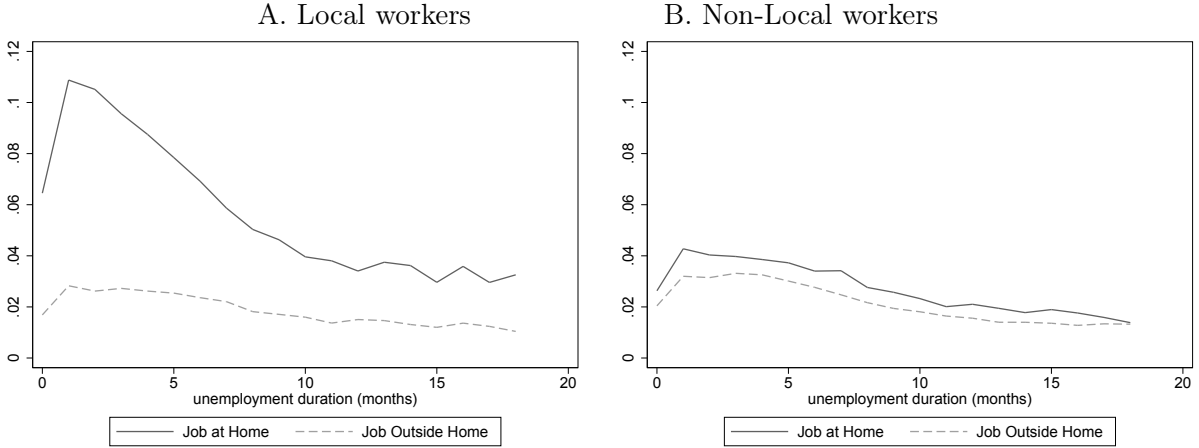 A. Local workers
.12
.1
.08
.06
.04
.02
0
0 5 10 15 20
unemployment duration (months)
Job at Home Job Outside Home
B. Non-Local workers
.12
.1
.08
.06
.04
.02
0
0 5 10 15 20
unemployment duration (months)
Job at Home Job Outside Home